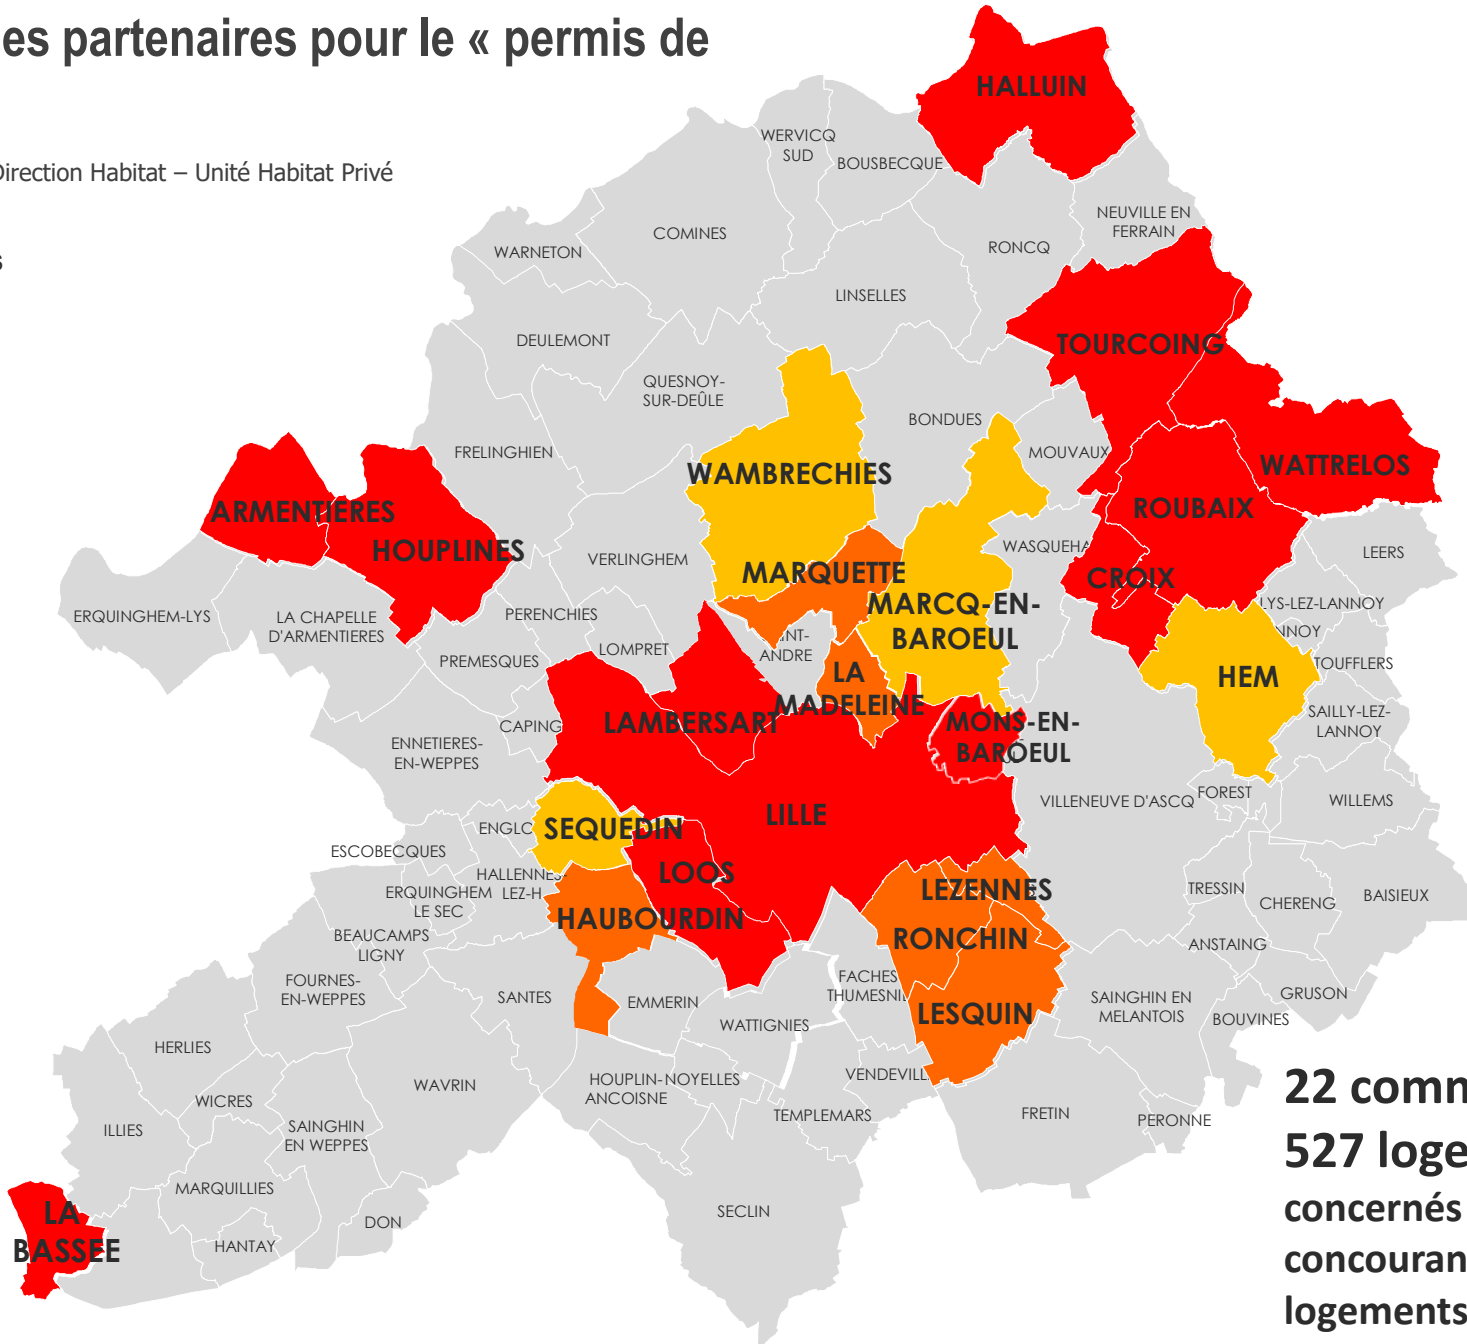 es partenaires pour le « permis de
Direction Habitat – Unité Habitat Privé
s
HALLUIN
WERVICQ
SUD
BOUSBECQUE
NEUVILLE EN
FERRAIN
COMINES
RONCQ
WARNETON
LINSELLES
DEULEMONT
TOURCOING
QUESNOY-
SUR-DEÛLE
BONDUES
MOUVAUX
FRELINGHIEN
WATTRELOS
WAMBRECHIES
ARMENTIERES
ROUBAIX
HOUPLINES
VERLINGHEM
WASQUEHA
LEERS
MARQUETTE
CROIX
MARCQ-EN-
BAROEUL
ERQUINGHEM-LYS
LA CHAPELLE
D'ARMENTIERES
PERENCHIES
LYS-LEZ-LANNOY
NNOY
LOMPRET
INT-
ANDRE
PREMESQUES
TOUFFLERS
LA
MADELEINE
HEM
LAMBERSART
CAPING
MONS-EN-
BAROEUL
SAILLY-LEZ-
LANNOY
ENNETIERES-
EN-WEPPES
VILLENEUVE D'ASCQ
FOREST
WILLEMS
LILLE
ENGLO
SEQUEDIN
ESCOBECQUES
LOOS
HALLENNES-
LEZ-H
ERQUINGHEM
LE SEC
LEZENNES
TRESSIN
CHERENG
BAISIEUX
HAUBOURDIN
BEAUCAMPS
LIGNY
RONCHIN
ANSTAING
FOURNES-
EN-WEPPES
SANTES
EMMERIN
FACHES
THUMESNI
LESQUIN
SAINGHIN EN
MELANTOIS
GRUSON
BOUVINES
WATTIGNIES
HERLIES
WAVRIN
HOUPLIN-
ANCOISNE
NOYELLES
VENDEVILL
WICRES
ILLIES
SAINGHIN
EN WEPPES
TEMPLEMARS
FRETIN
PERONNE
MARQUILLIES
LA
BASSEE
HANTAY
DON
SECLIN
22 comm
527 loge
concernés
concouran
logements